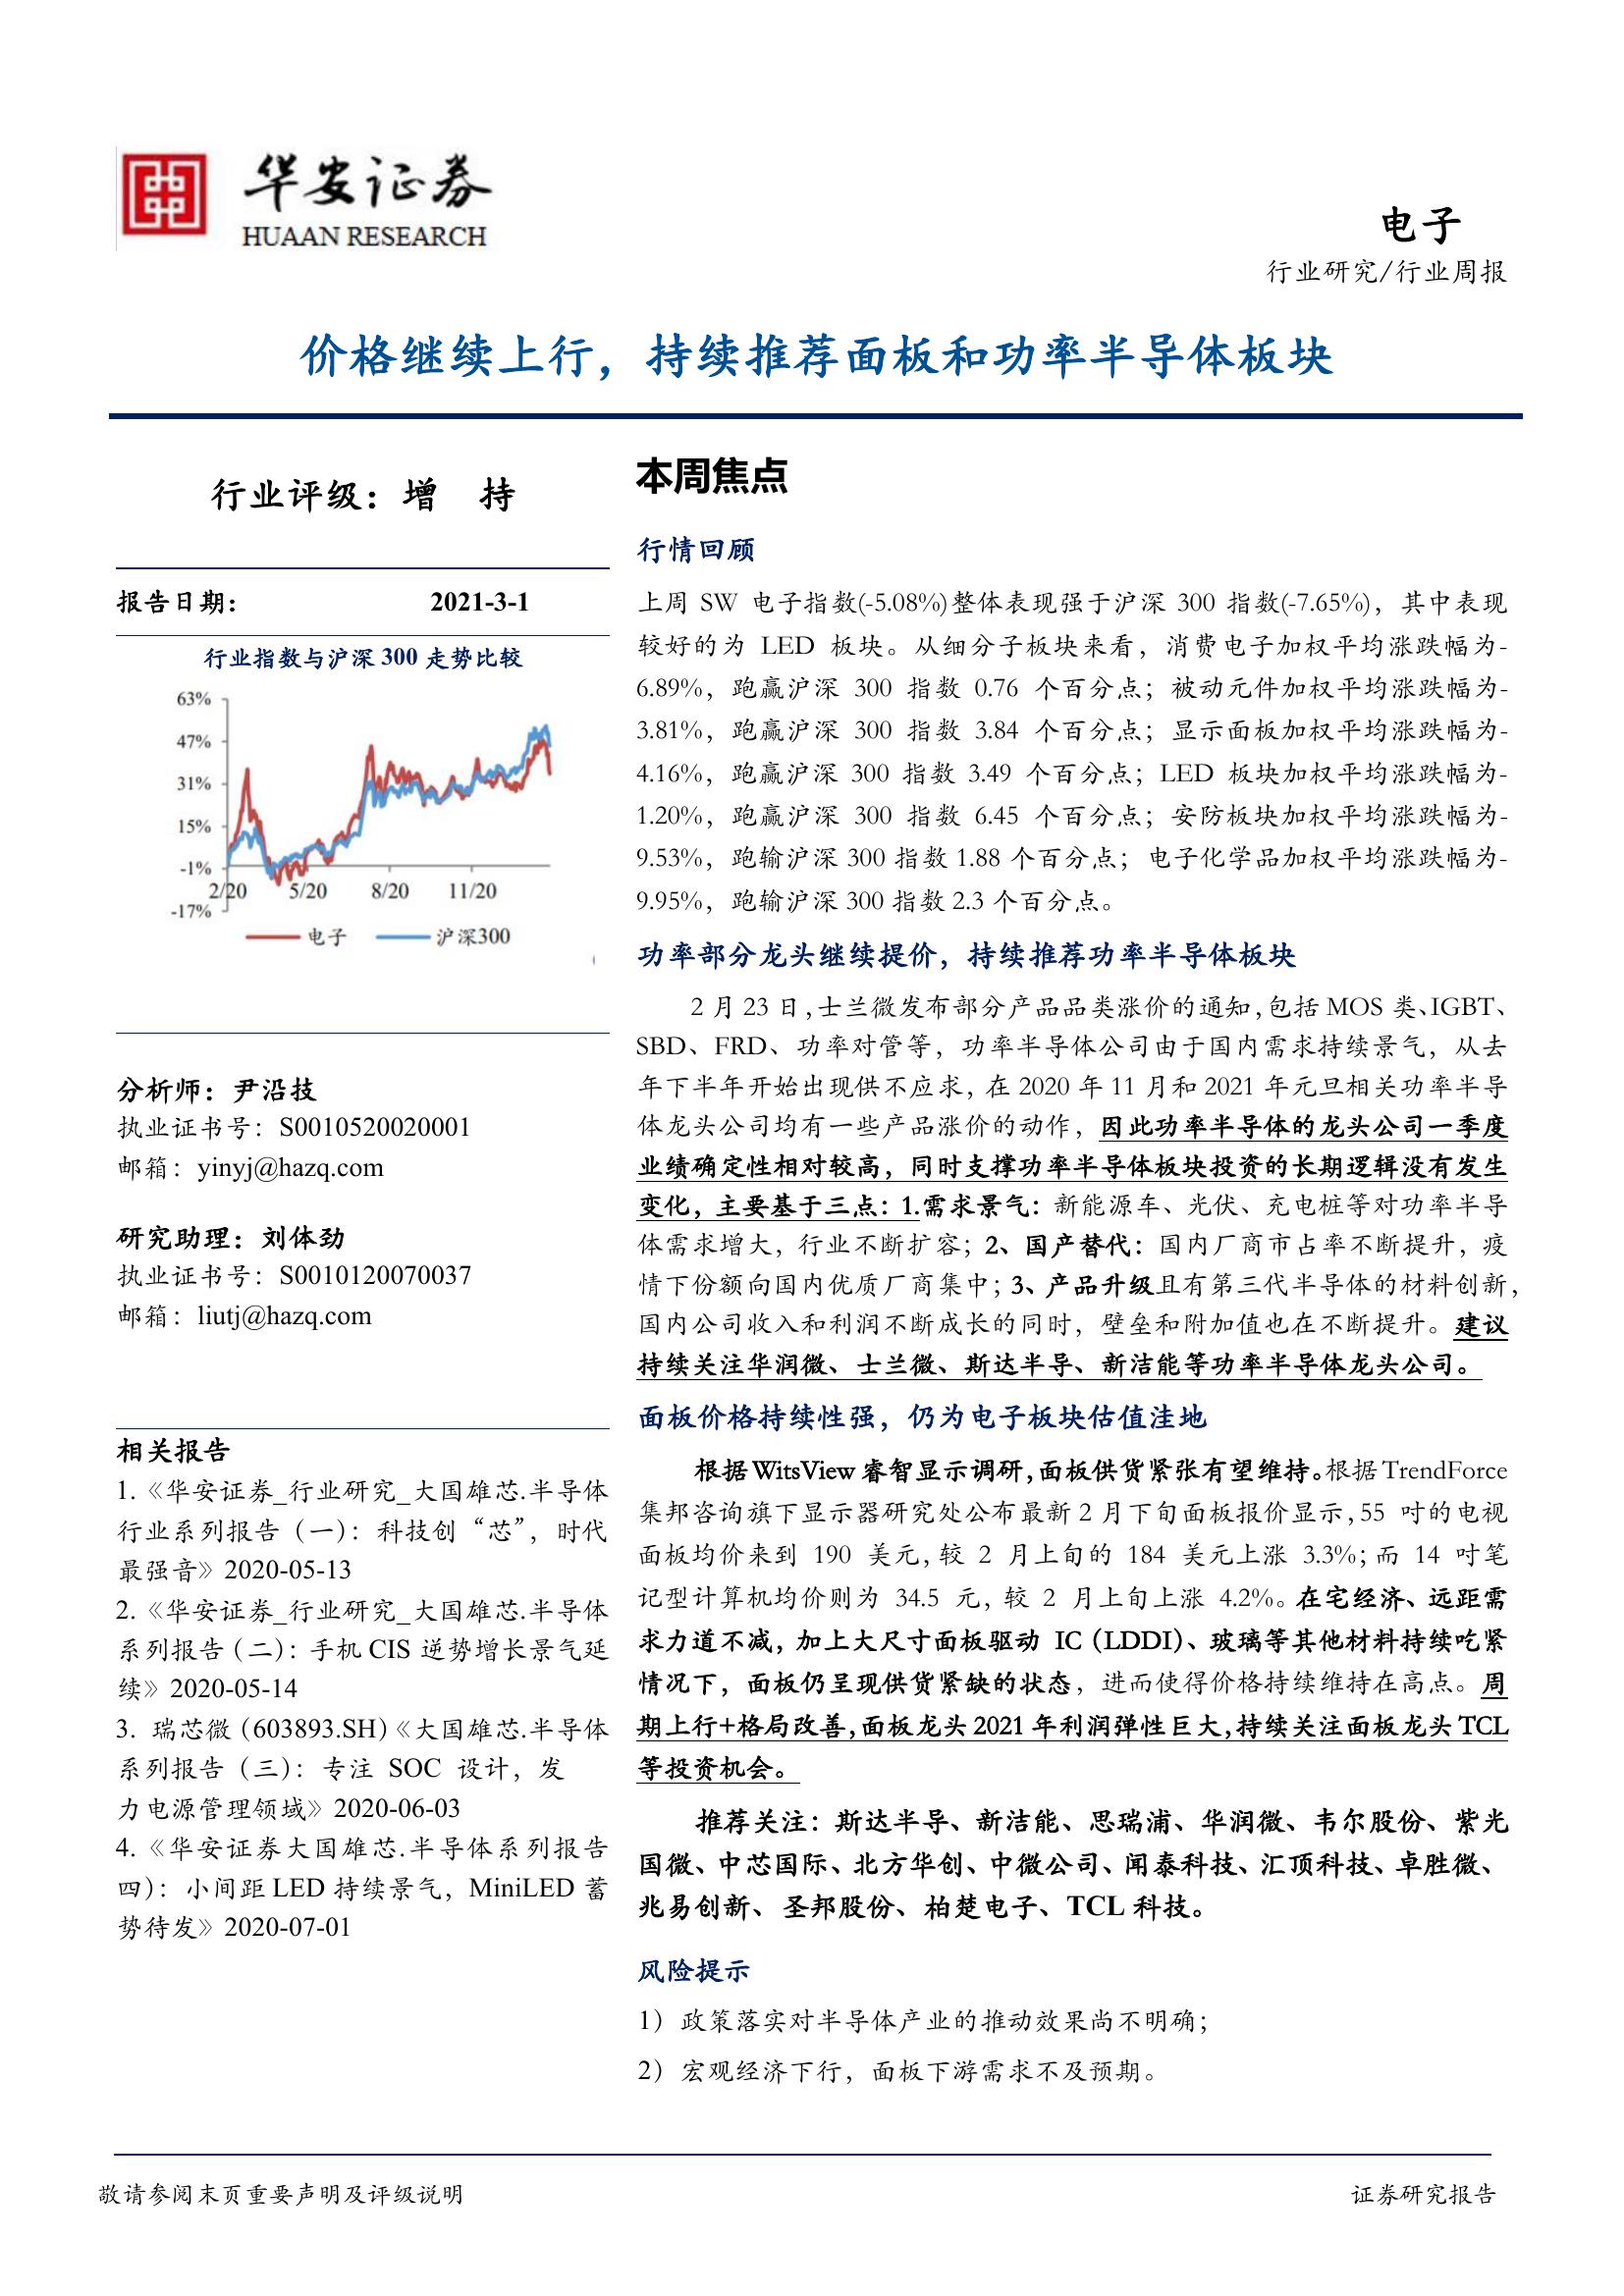 华安证券
HUAAN RESEARCH
电子
行业研究/行业周报
价格继续上行，持续推荐面板和功率半导体板块
行业评级：增 持
报告日期： 2021-3-1
行业指数与沪深 300 走势比较
63%
47%
31%
15%
-1%
-17%
2/20 5/20 8/20 11/20
电子 沪深300
分析师：尹沿技
执业证书号：S0010520020001
邮箱：yinyj@hazq.com
研究助理：刘体劲
执业证书号：S0010120070037
邮箱：liutj@hazq.com
相关报告
1.《华安证券_行业研究_大国雄芯.半导体
行业系列报告（一）：科技创“芯”，时代
最强音》2020-05-13
2.《华安证券_行业研究_大国雄芯.半导体
系列报告（二）：手机 CIS 逆势增长景气延
续》2020-05-14
3. 瑞芯微（603893.SH）《大国雄芯.半导体
系列报告（三）：专注 SOC 设计，发
力电源管理领域》2020-06-03
4.《华安证券大国雄芯.半导体系列报告
四）：小间距 LED 持续景气，MiniLED 蓄
势待发》2020-07-01
本周焦点
行情回顾
上周 SW 电子指数(-5.08%)整体表现强于沪深 300 指数(-7.65%)，其中表现
较好的为 LED 板块。从细分子板块来看，消费电子加权平均涨跌幅为-
6.89%，跑赢沪深 300 指数 0.76 个百分点；被动元件加权平均涨跌幅为-
3.81%，跑赢沪深 300 指数 3.84 个百分点；显示面板加权平均涨跌幅为-
4.16%，跑赢沪深 300 指数 3.49 个百分点；LED 板块加权平均涨跌幅为-
1.20%，跑赢沪深 300 指数 6.45 个百分点；安防板块加权平均涨跌幅为-
9.53%，跑输沪深 300 指数 1.88 个百分点；电子化学品加权平均涨跌幅为-
9.95%，跑输沪深 300 指数 2.3 个百分点。
功率部分龙头继续提价，持续推荐功率半导体板块
2 月 23 日，士兰微发布部分产品品类涨价的通知，包括 MOS 类、IGBT、
SBD、FRD、功率对管等，功率半导体公司由于国内需求持续景气，从去
年下半年开始出现供不应求，在 2020 年 11 月和 2021 年元旦相关功率半导
体龙头公司均有一些产品涨价的动作，因此功率半导体的龙头公司一季度
业绩确定性相对较高，同时支撑功率半导体板块投资的长期逻辑没有发生
变化，主要基于三点：1.需求景气：新能源车、光伏、充电桩等对功率半导
体需求增大，行业不断扩容；2、国产替代：国内厂商市占率不断提升，疫
情下份额向国内优质厂商集中；3、产品升级且有第三代半导体的材料创新，
国内公司收入和利润不断成长的同时，壁垒和附加值也在不断提升。建议
持续关注华润微、士兰微、斯达半导、新洁能等功率半导体龙头公司。
面板价格持续性强，仍为电子板块估值洼地
根据 WitsView 睿智显示调研，面板供货紧张有望维持。根据 TrendForce
集邦咨询旗下显示器研究处公布最新 2 月下旬面板报价显示，55 吋的电视
面板均价来到 190 美元，较 2 月上旬的 184 美元上涨 3.3%；而 14 吋笔
记型计算机均价则为 34.5 元，较 2 月上旬上涨 4.2%。在宅经济、远距需
求力道不减，加上大尺寸面板驱动 IC（LDDI）、玻璃等其他材料持续吃紧
情况下，面板仍呈现供货紧缺的状态，进而使得价格持续维持在高点。周
期上行+格局改善，面板龙头 2021 年利润弹性巨大，持续关注面板龙头 TCL
等投资机会。
推荐关注：斯达半导、新洁能、思瑞浦、华润微、韦尔股份、紫光
国微、中芯国际、北方华创、中微公司、闻泰科技、汇顶科技、卓胜微、
兆易创新、圣邦股份、柏楚电子、TCL 科技。
风险提示
1）政策落实对半导体产业的推动效果尚不明确；
2）宏观经济下行，面板下游需求不及预期。
敬请参阅末页重要声明及评级说明 证券研究报告